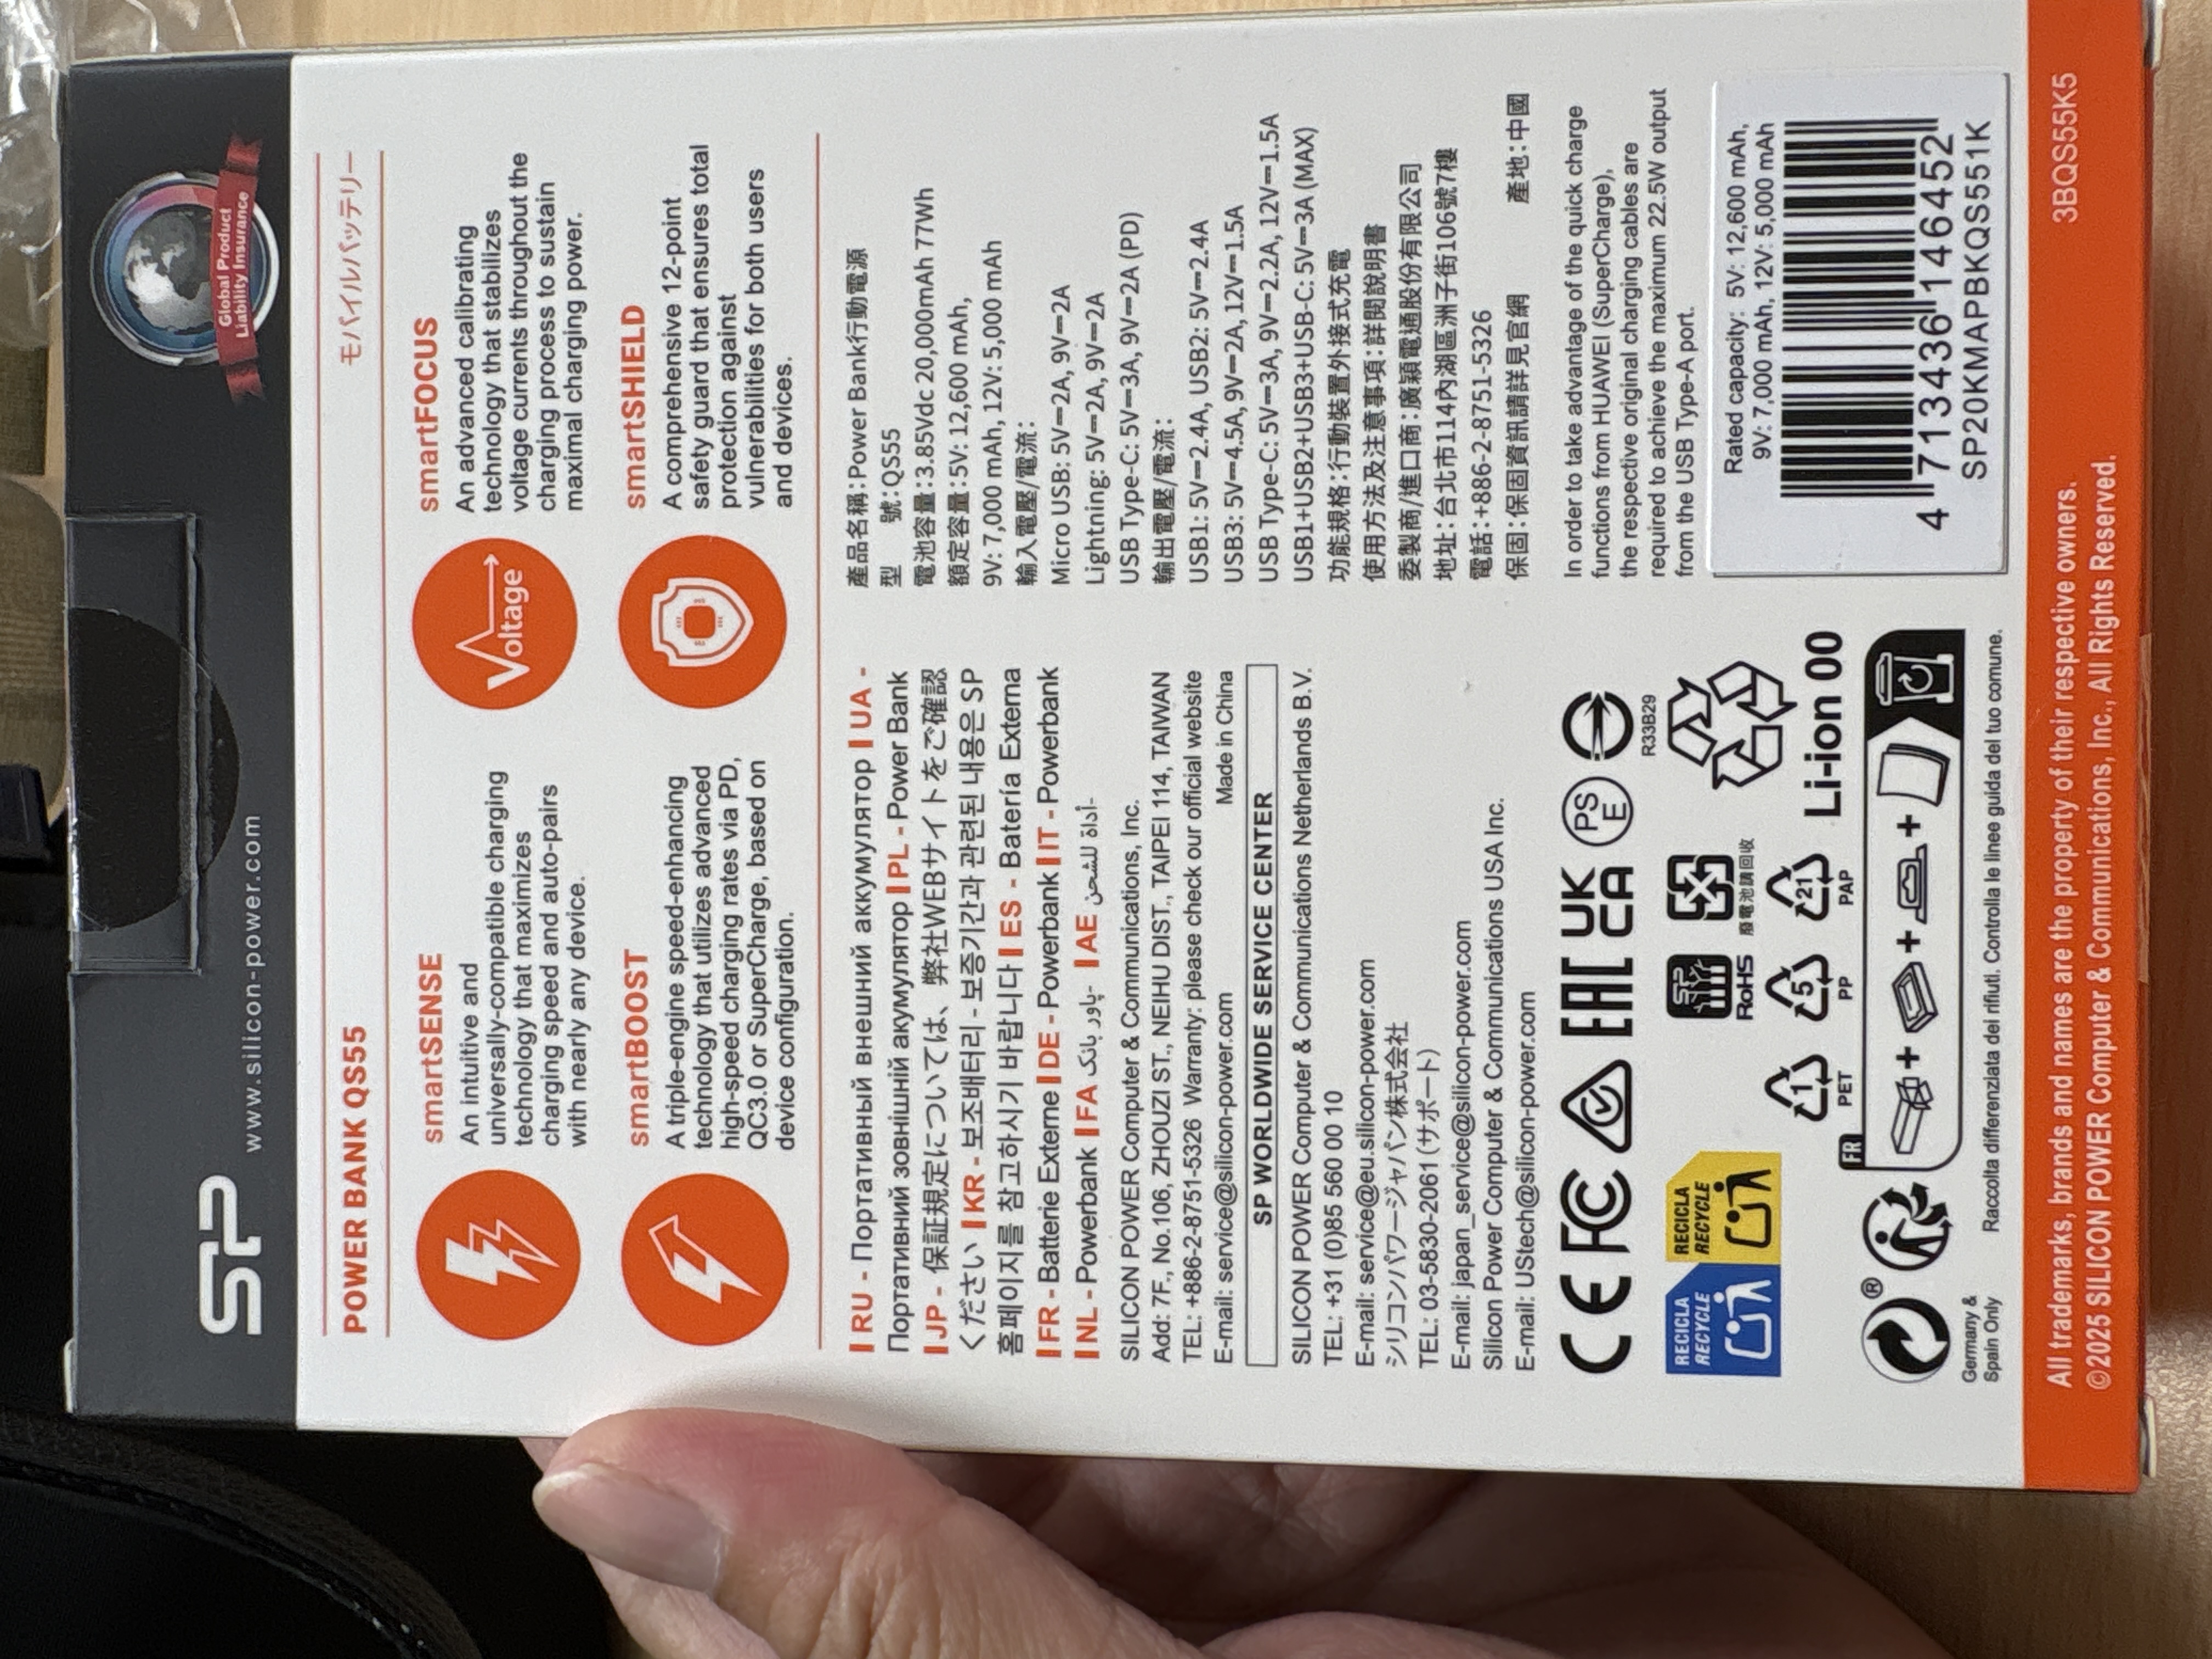 SP
www.silicon-power.com
Global Product
Liability Insurance
POWER BANK QS55
モバイルバッテリー
smartSENSE
An intuitive and
universally-compatible charging
technology that maximizes
charging speed and auto-pairs
with nearly any device.
Voltage
smartFOCUS
An advanced calibrating
technology that stabilizes
voltage currents throughout the
charging process to sustain
maximal charging power.
smartBOOST
A triple-engine speed-enhancing
technology that utilizes advanced
high-speed charging rates via PD,
QC3.0 or SuperCharge, based on
device configuration.
smartSHIELD
A comprehensive 12-point
safety guard that ensures total
protection against
vulnerabilities for both users
and devices.
RU - Портативный внешний аккумулятор UA -
Портативний зовнішній акумулятор PL - Power Bank
JP - 保証規定については、弊社WEBサイトをご確認
ください KR - 보조배터리 - 보증기간과 관련된 내용은 SP
홈페이지를 참고하시기 바랍니다 ES - Batería Externa
FR - Batterie Externe DE - Powerbank IT - Powerbank
NL - Powerbank FA پاور بانک- AE أداة للشحن-
SILICON POWER Computer & Communications, Inc.
Add: 7F., No.106, ZHOUZI ST., NEIHU DIST., TAIPEI 114, TAIWAN
TEL: +886-2-8751-5326 Warranty: please check our official website
E-mail: service@silicon-power.com Made in China
SP WORLDWIDE SERVICE CENTER
SILICON POWER Computer & Communications Netherlands B.V.
TEL: +31 (0)85 560 00 10
E-mail: service@eu.silicon-power.com
シリコンパワージャパン株式会社
TEL: 03-5830-2061 (サポート)
E-mail: japan_service@silicon-power.com
Silicon Power Computer & Communications USA Inc.
E-mail: UStech@silicon-power.com
CE FC EAC UK CA PS E
R33B29
RECICLA
RECYCLE
RECICLA
RECYCLE
SP
RoHS
廢電池請回收
1
PET
5
PP
21
PAP
Li-ion 00
®
Germany &
Spain Only
FR
Raccolta differenziata dei rifiuti. Controlla le linee guida del tuo comune.
產品名稱:Power Bank行動電源
型 號:QS55
電池容量:3.85Vdc 20,000mAh 77Wh
額定容量:5V: 12,600 mAh,
9V: 7,000 mAh, 12V: 5,000 mAh
輸入電壓/電流:
Micro USB: 5V⎓2A, 9V⎓2A
Lightning: 5V⎓2A, 9V⎓2A
USB Type-C: 5V⎓3A, 9V⎓2A (PD)
輸出電壓/電流:
USB1: 5V⎓2.4A, USB2: 5V⎓2.4A
USB3: 5V⎓4.5A, 9V⎓2A, 12V⎓1.5A
USB Type-C: 5V⎓3A, 9V⎓2.2A, 12V⎓1.5A
USB1+USB2+USB3+USB-C: 5V⎓3A (MAX)
功能規格:行動裝置外接式充電
使用方法及注意事項:詳閱說明書
委製商/進口商:廣穎電通股份有限公司
地址:台北市114內湖區洲子街106號7樓
電話:+886-2-8751-5326
保固:保固資訊請詳見官網 產地:中國
In order to take advantage of the quick charge
functions from HUAWEI (SuperCharge),
the respective original charging cables are
required to achieve the maximum 22.5W output
from the USB Type-A port.
Rated capacity: 5V: 12,600 mAh,
9V: 7,000 mAh, 12V: 5,000 mAh
4 713436 146452
SP20KMAPBKQS551K
All trademarks, brands and names are the property of their respective owners.
©2025 SILICON POWER Computer & Communications, Inc., All Rights Reserved.
3BQS55K5